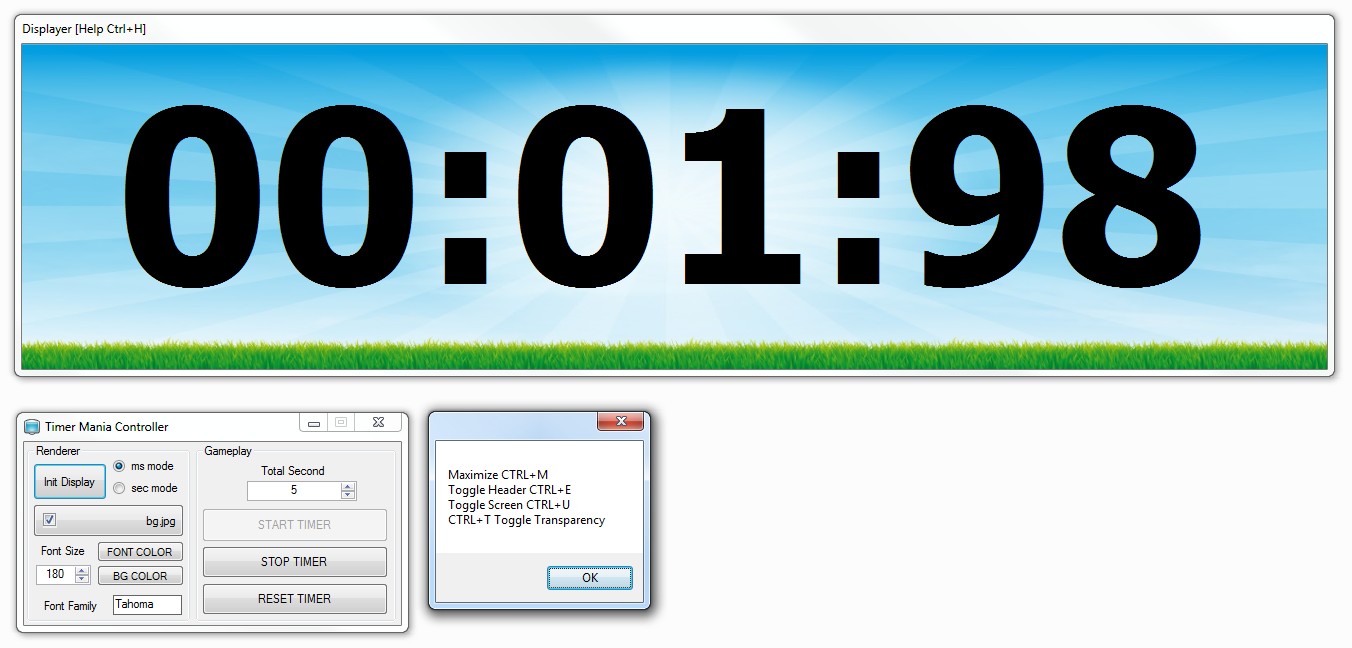 Displayer [Help Ctrl+H]
00:01:98
Timer Mania Controller
Renderer
Init Display
ms mode
sec mode
bg.jpg
Font Size
FONT COLOR
180
BG COLOR
Font Family
Tahoma
Gameplay
Total Second
5
START TIMER
STOP TIMER
RESET TIMER
Maximize CTRL+M
Toggle Header CTRL+E
Toggle Screen CTRL+U
CTRL+T Toggle Transparency
OK